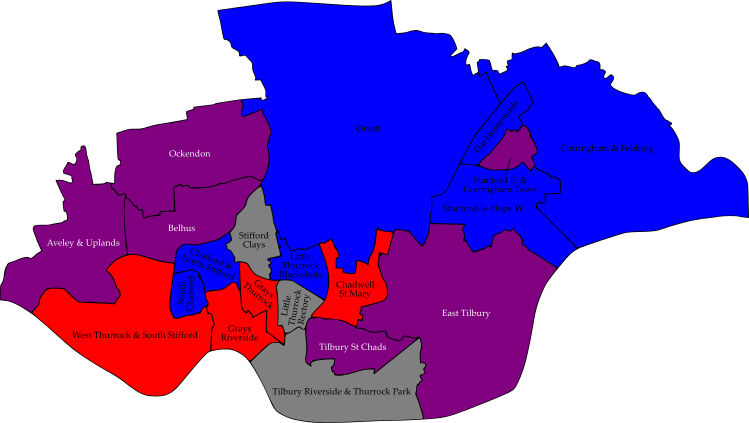 Orsett
The Homesteads
Corringham & Fobbing
Ockendon
Stanford E. &
Corringham Town
Stanford-le-Hope W.
Belhus
Aveley & Uplands
Stifford
Clays
Chafford &
North Stifford
Little
Thurrock
Blackshots
South
Chafford
Grays
Thurrock
Little
Thurrock
Rectory
Chadwell
St Mary
East Tilbury
West Thurrock & South Stifford
Grays
Riverside
Tilbury St Chads
Tilbury Riverside & Thurrock Park